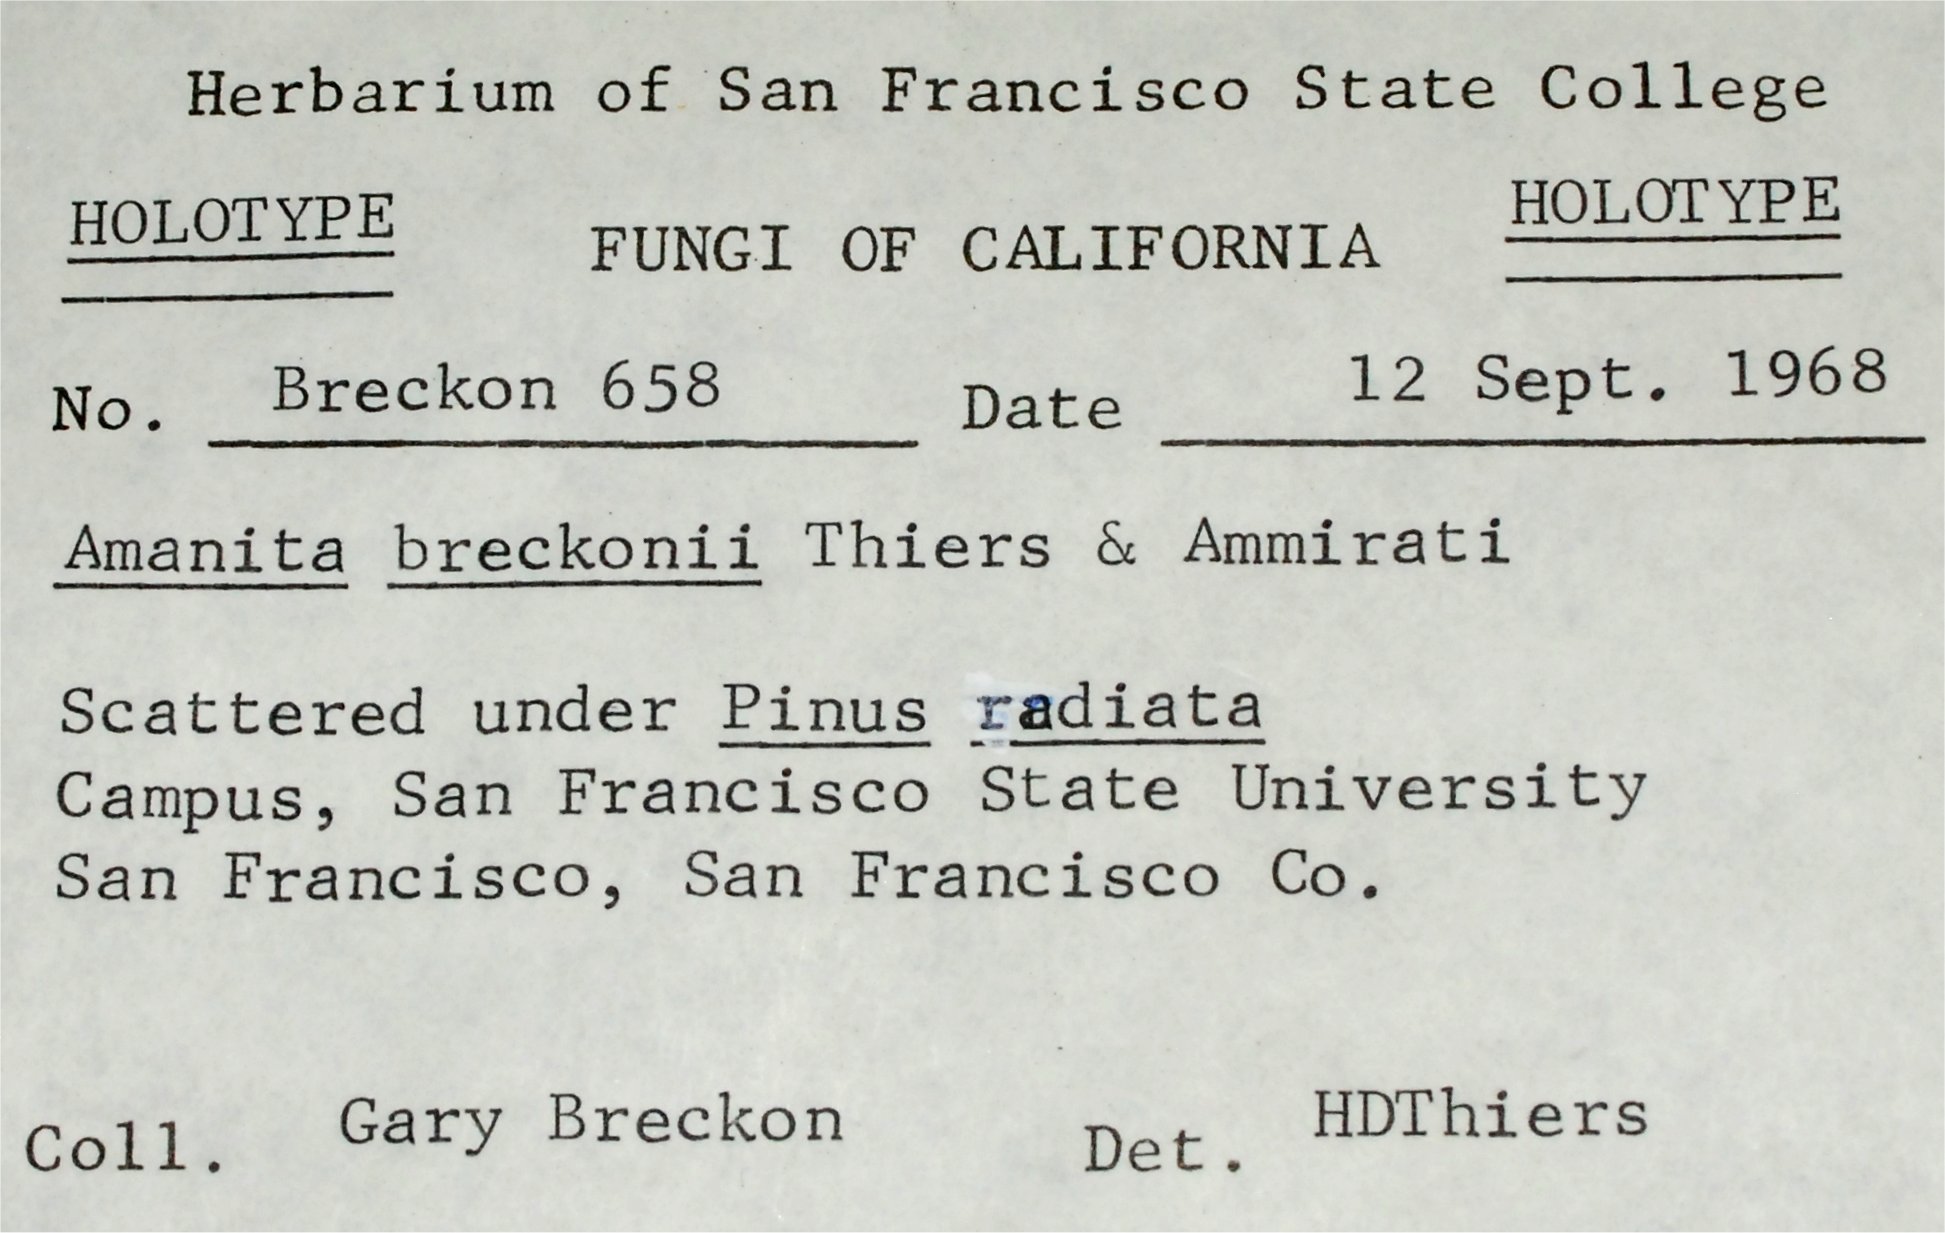 Herbarium of San Francisco State College
HOLOTYPE FUNGI OF CALIFORNIA HOLOTYPE
No. Breckon 658 Date 12 Sept. 1968
Amanita breckonii Thiers & Ammirati
Scattered under Pinus radiata
Campus, San Francisco State University
San Francisco, San Francisco Co.
Coll. Gary Breckon Det. HDThiers